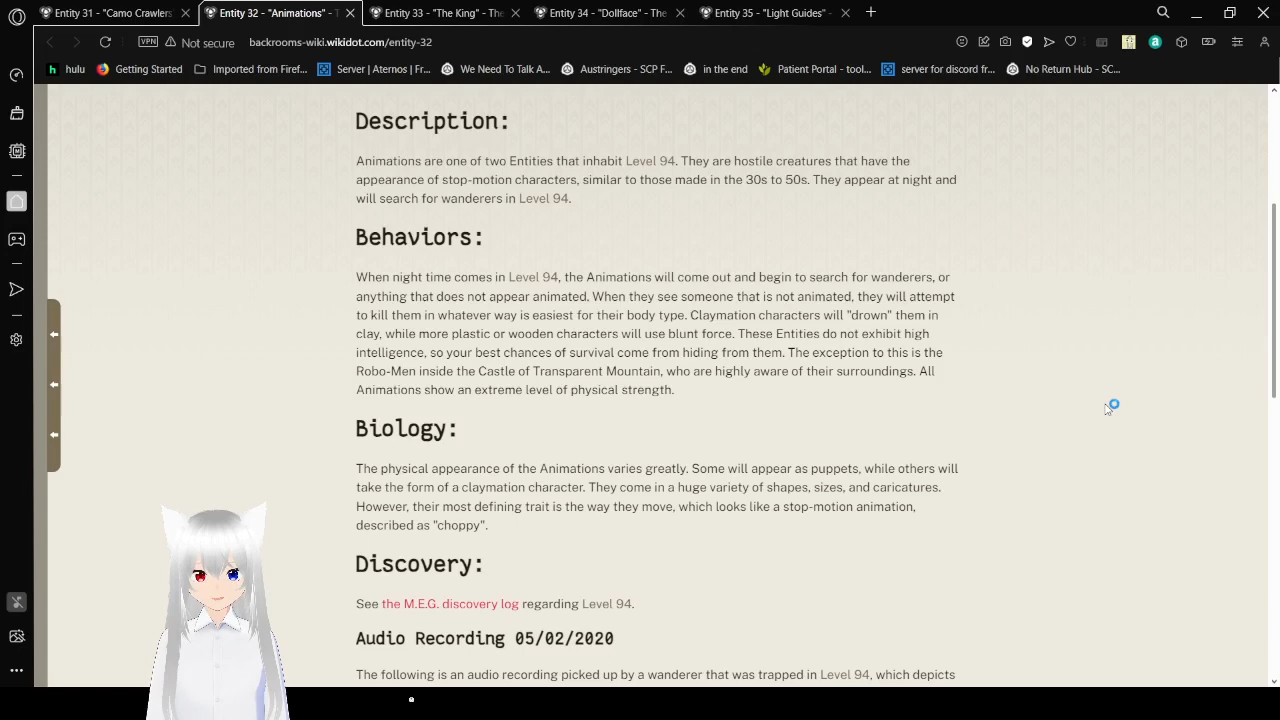 Entity 31 - "Camo Crawlers"
Entity 32 - "Animations" - T
Entity 33 - "The King" - The
Entity 34 - "Dollface" - The
Entity 35 - "Light Guides" -
VPN
Not secure
backrooms-wiki.wikidot.com/entity-32
hulu
Getting Started
Imported from Firef...
Server | Aternos | Fr...
We Need To Talk A...
Austringers - SCP F...
in the end
Patient Portal - tool...
server for discord fr...
No Return Hub - SC...
Description:
Animations are one of two Entities that inhabit Level 94. They are hostile creatures that have the
appearance of stop-motion characters, similar to those made in the 30s to 50s. They appear at night and
will search for wanderers in Level 94.
Behaviors:
When night time comes in Level 94, the Animations will come out and begin to search for wanderers, or
anything that does not appear animated. When they see someone that is not animated, they will attempt
to kill them in whatever way is easiest for their body type. Claymation characters will "drown" them in
clay, while more plastic or wooden characters will use blunt force. These Entities do not exhibit high
intelligence, so your best chances of survival come from hiding from them. The exception to this is the
Robo-Men inside the Castle of Transparent Mountain, who are highly aware of their surroundings. All
Animations show an extreme level of physical strength.
Biology:
The physical appearance of the Animations varies greatly. Some will appear as puppets, while others will
take the form of a claymation character. They come in a huge variety of shapes, sizes, and caricatures.
However, their most defining trait is the way they move, which looks like a stop-motion animation,
described as "choppy".
Discovery:
See the M.E.G. discovery log regarding Level 94.
Audio Recording 05/02/2020
The following is an audio recording picked up by a wanderer that was trapped in Level 94, which depicts